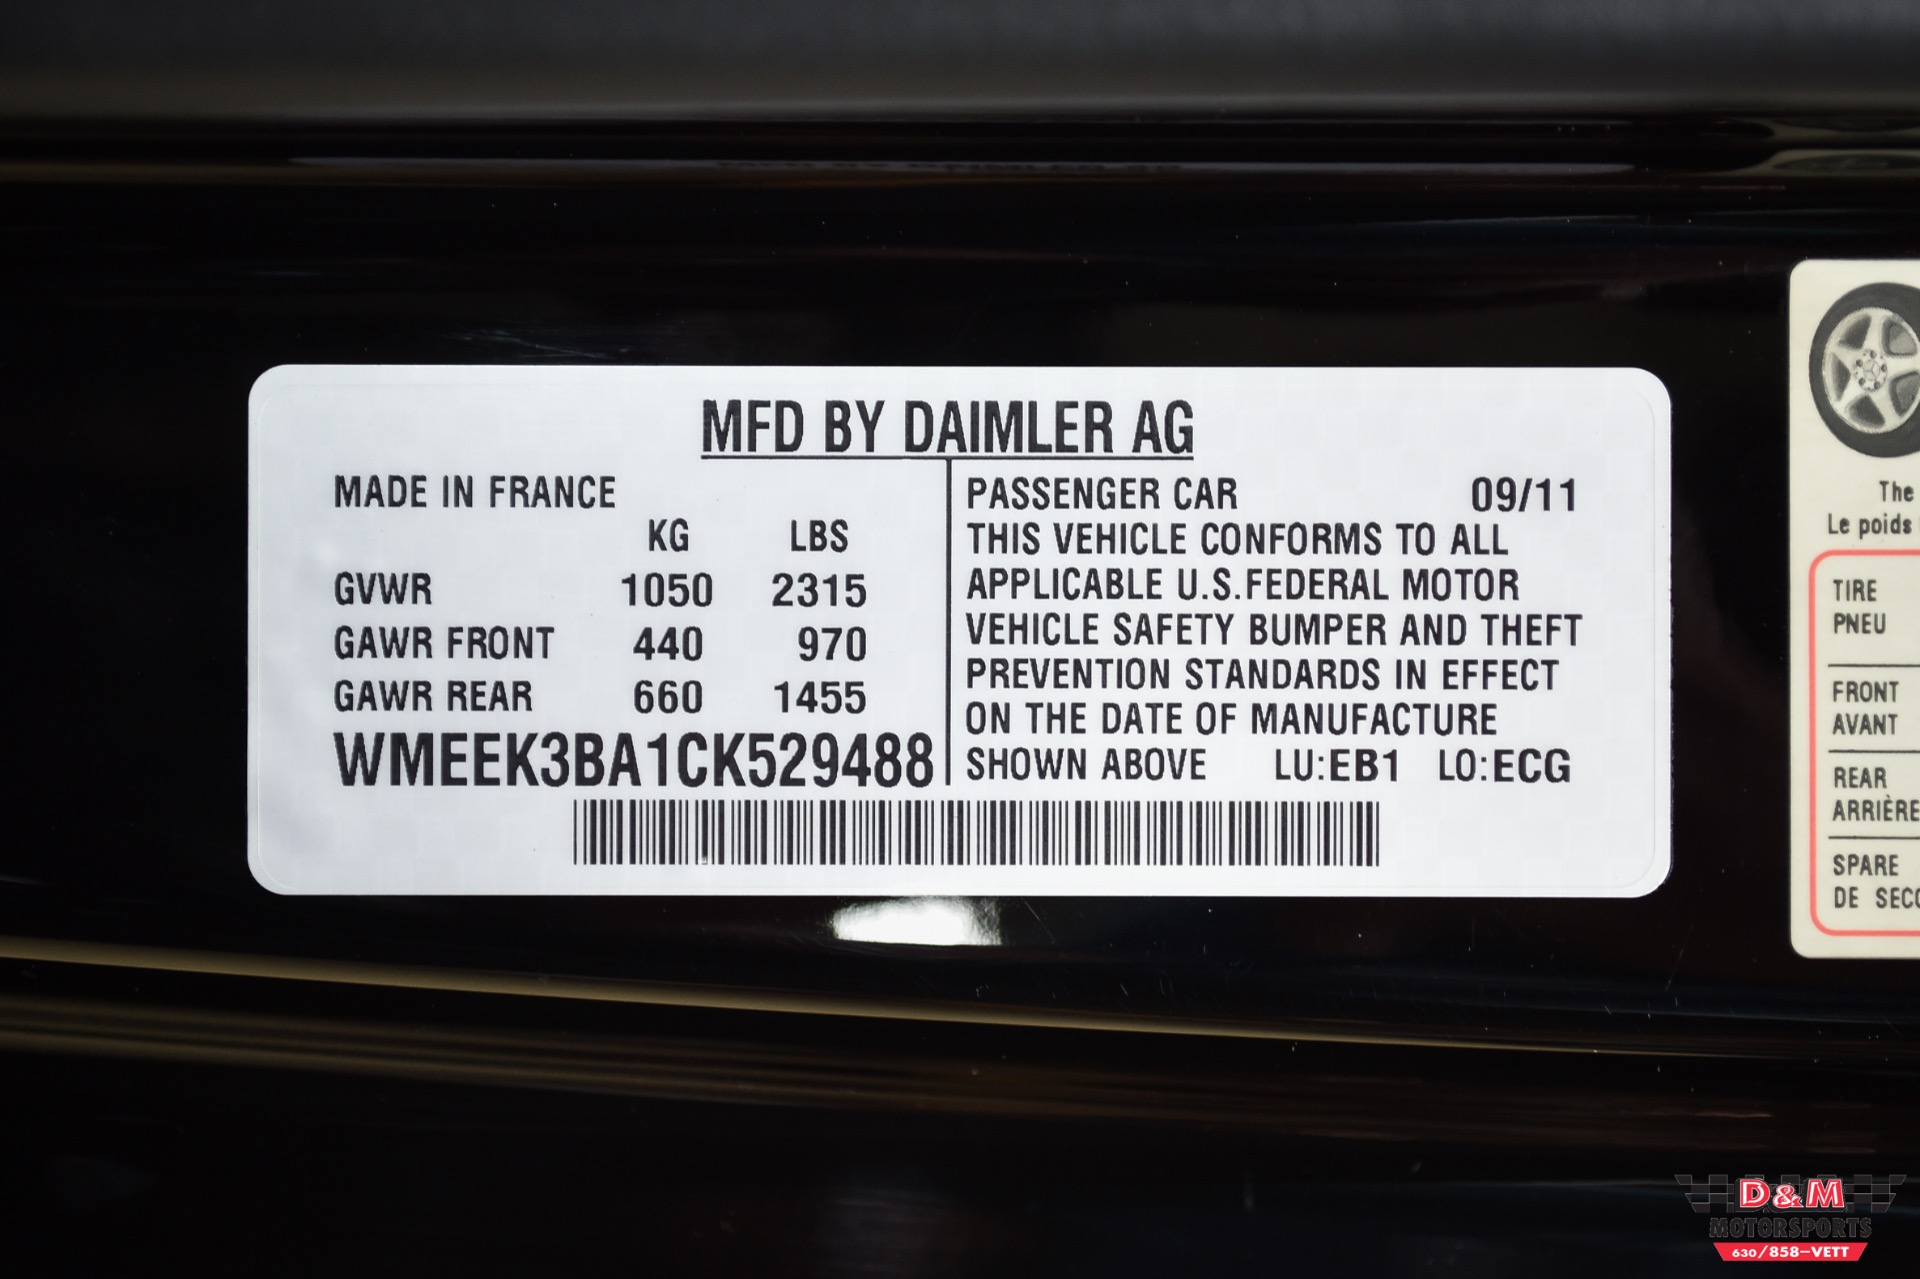 MFD BY DAIMLER AG
MADE IN FRANCE
KG LBS
GVWR 1050 2315
GAWR FRONT 440 970
GAWR REAR 660 1455
WMEEK3BA1CK529488
PASSENGER CAR 09/11
THIS VEHICLE CONFORMS TO ALL
APPLICABLE U.S.FEDERAL MOTOR
VEHICLE SAFETY BUMPER AND THEFT
PREVENTION STANDARDS IN EFFECT
ON THE DATE OF MANUFACTURE
SHOWN ABOVE LU:EB1 LO:ECG
The
Le poids
TIRE
PNEU
FRONT
AVANT
REAR
ARRIÈRE
SPARE
DE SECO
D&M
MOTORSPORTS
630/858-VETT